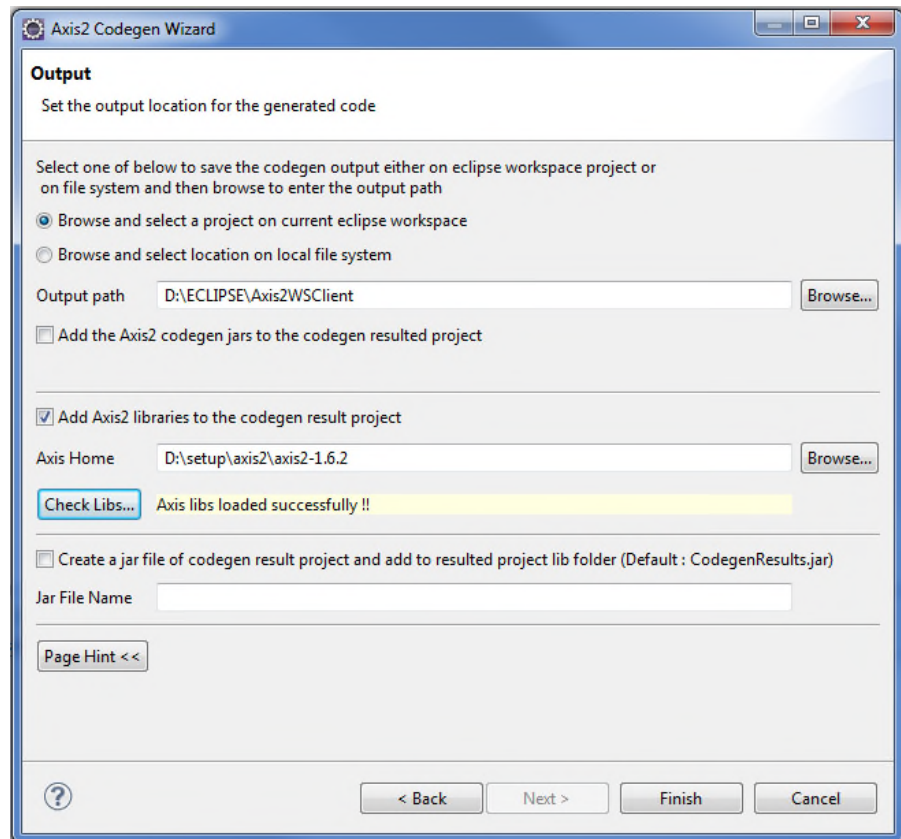 Axis2 Codegen Wizard
Output
Set the output location for the generated code
Select one of below to save the codegen output either on eclipse workspace project or
on file system and then browse to enter the output path
Browse and select a project on current eclipse workspace
Browse and select location on local file system
Output path D:\ECLIPSE\Axis2WSClient Browse...
Add the Axis2 codegen jars to the codegen resulted project
Add Axis2 libraries to the codegen result project
Axis Home D:\setup\axis2\axis2-1.6.2 Browse...
Check Libs... Axis libs loaded successfully !!
Create a jar file of codegen result project and add to resulted project lib folder (Default : CodegenResults.jar)
Jar File Name
Page Hint <<
? < Back Next > Finish Cancel